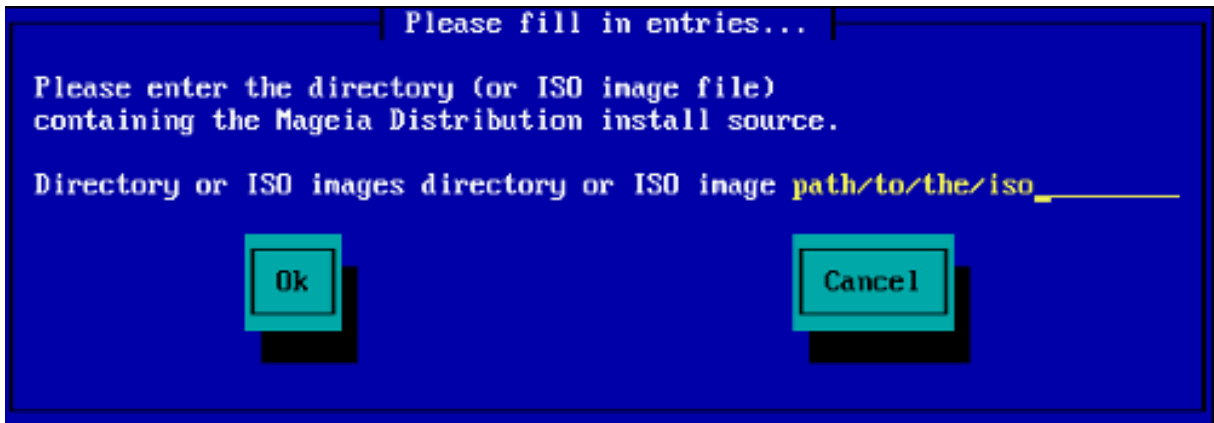 Please fill in entries...
Please enter the directory (or ISO image file)
containing the Mageia Distribution install source.
Directory or ISO images directory or ISO image path/to/the/iso_
Ok
Cancel